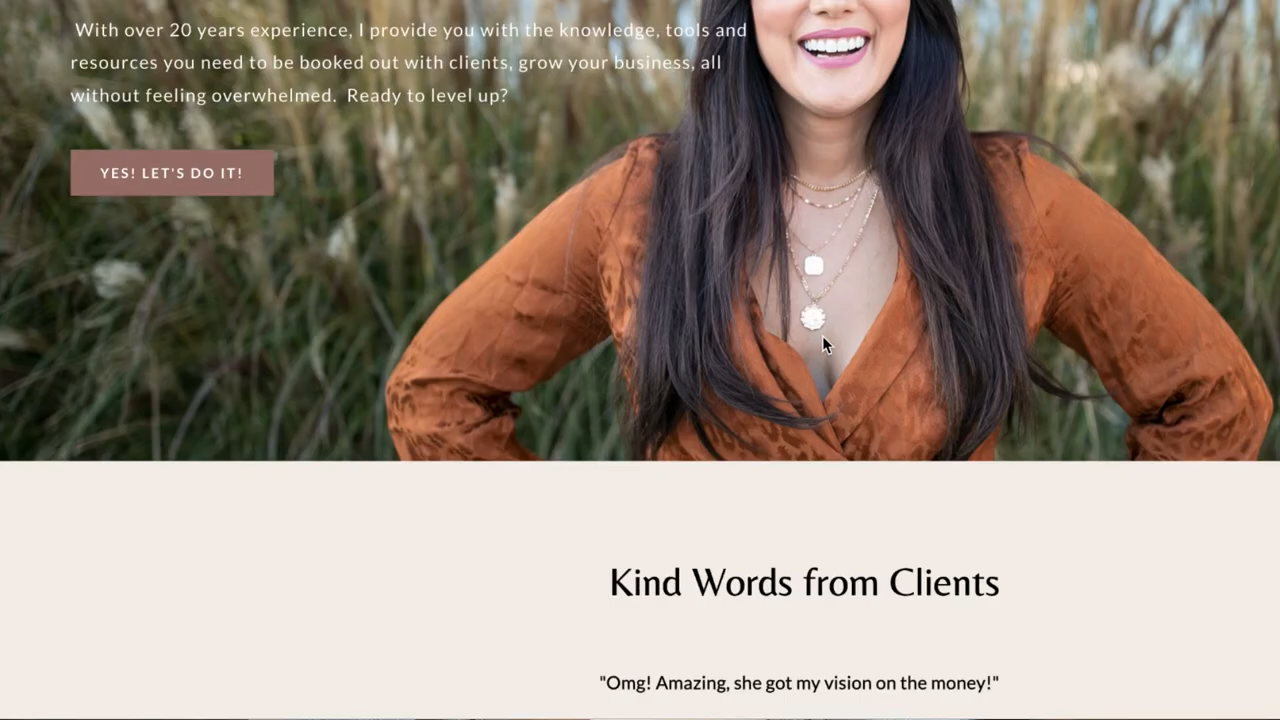 With over 20 years experience, I provide you with the knowledge, tools and
resources you need to be booked out with clients, grow your business, all
without feeling overwhelmed.  Ready to level up?
YES! LET'S DO IT!
Kind Words from Clients
"Omg! Amazing, she got my vision on the money!"